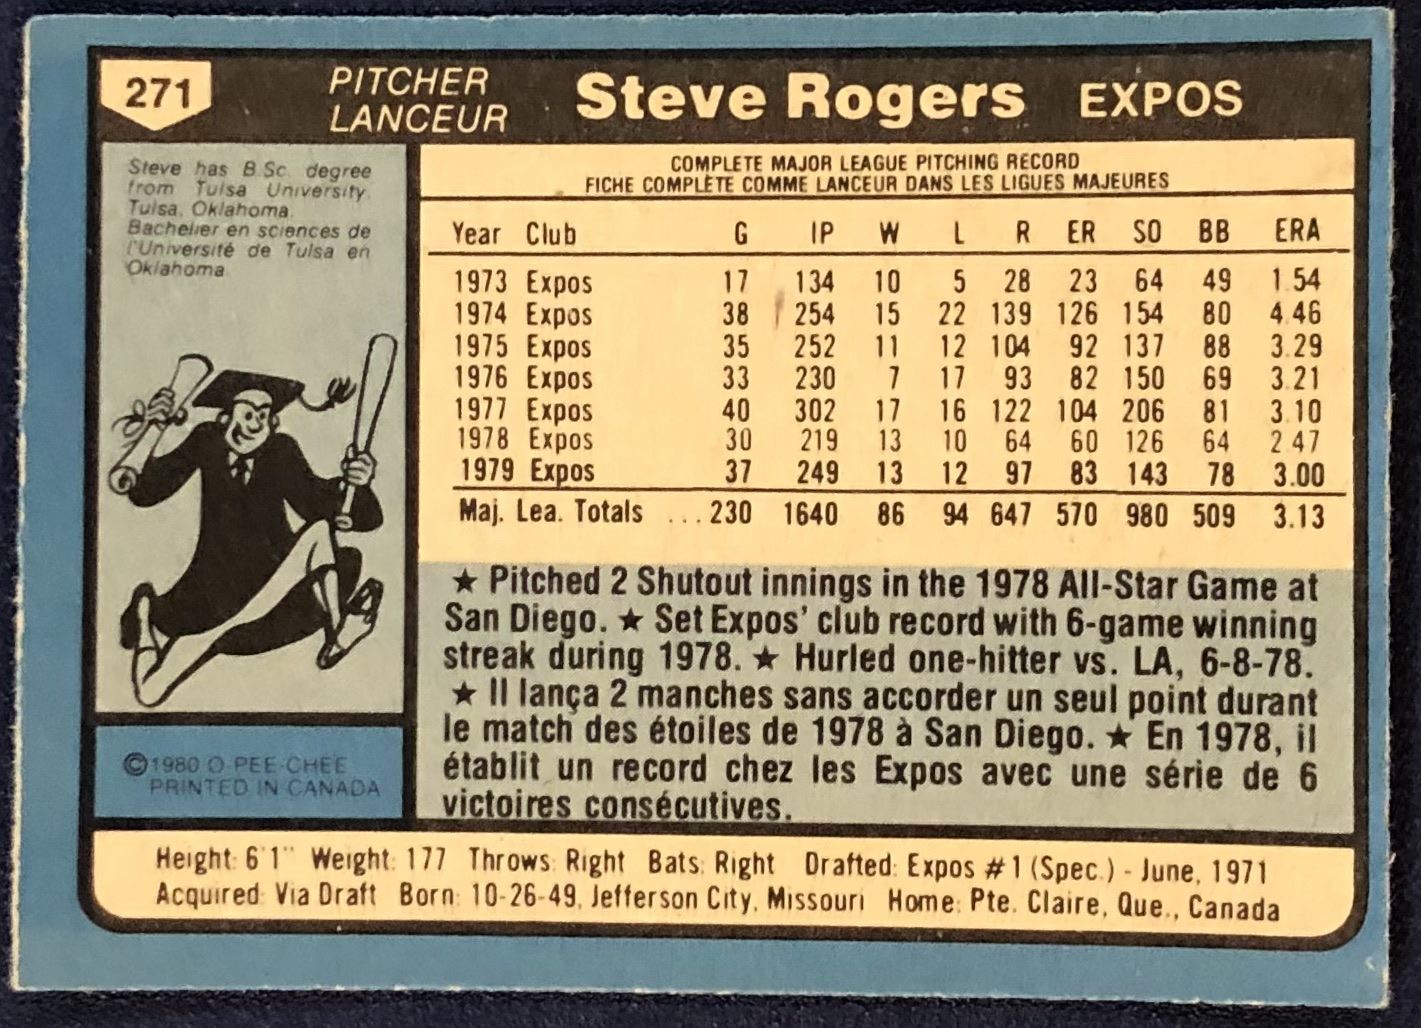 271
PITCHER
LANCEUR
Steve Rogers EXPOS
Steve has B.Sc. degree
from Tulsa University,
Tulsa, Oklahoma.
Bachelier en sciences de
l'Université de Tulsa en
Oklahoma.
©1980 O-PEE-CHEE
PRINTED IN CANADA
COMPLETE MAJOR LEAGUE PITCHING RECORD
FICHE COMPLÈTE COMME LANCEUR DANS LES LIGUES MAJEURES
Year Club G IP W L R ER SO BB ERA
1973 Expos 17 134 10 5 28 23 64 49 1.54
1974 Expos 38 254 15 22 139 126 154 80 4.46
1975 Expos 35 252 11 12 104 92 137 88 3.29
1976 Expos 33 230 7 17 93 82 150 69 3.21
1977 Expos 40 302 17 16 122 104 206 81 3.10
1978 Expos 30 219 13 10 64 60 126 64 2.47
1979 Expos 37 249 13 12 97 83 143 78 3.00
Maj. Lea. Totals ...230 1640 86 94 647 570 980 509 3.13
★ Pitched 2 Shutout innings in the 1978 All-Star Game at
San Diego. ★ Set Expos' club record with 6-game winning
streak during 1978. ★ Hurled one-hitter vs. LA, 6-8-78.
★ Il lança 2 manches sans accorder un seul point durant
le match des étoiles de 1978 à San Diego. ★ En 1978, il
établit un record chez les Expos avec une série de 6
victoires consécutives.
Height: 6'1" Weight: 177 Throws: Right Bats: Right Drafted: Expos #1 (Spec.) - June, 1971
Acquired: Via Draft Born: 10-26-49, Jefferson City, Missouri Home: Pte. Claire, Que., Canada